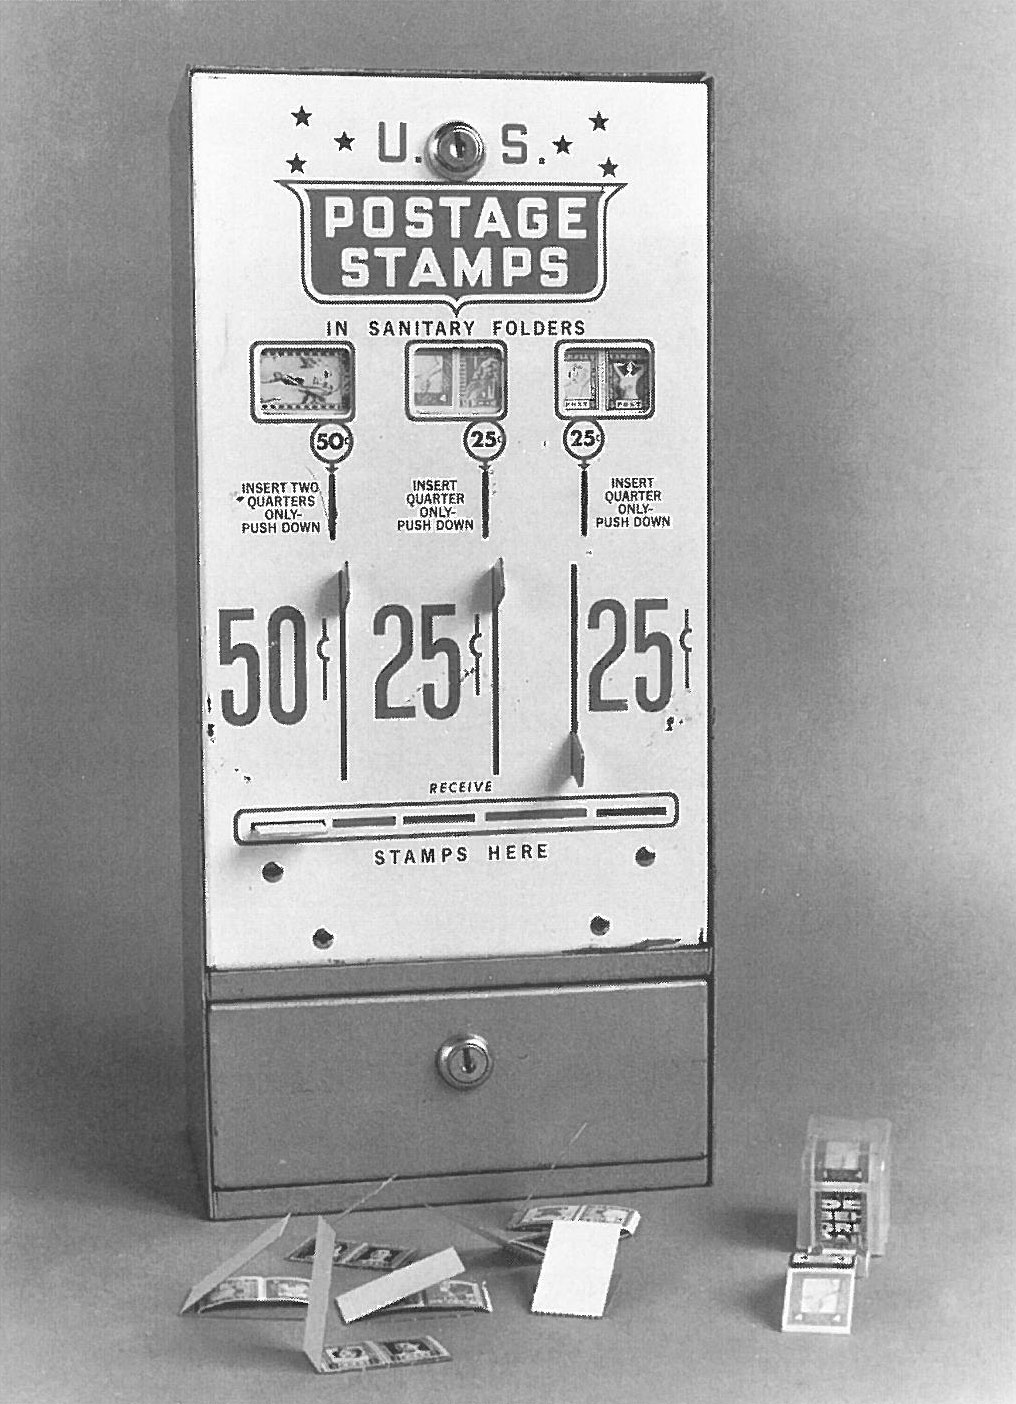 U. S.
POSTAGE
STAMPS
IN SANITARY FOLDERS
50¢
25¢
25¢
INSERT TWO
QUARTERS
ONLY-
PUSH DOWN
INSERT
QUARTER
ONLY-
PUSH DOWN
INSERT
QUARTER
ONLY-
PUSH DOWN
50¢ 25¢ 25¢
RECEIVE
STAMPS HERE